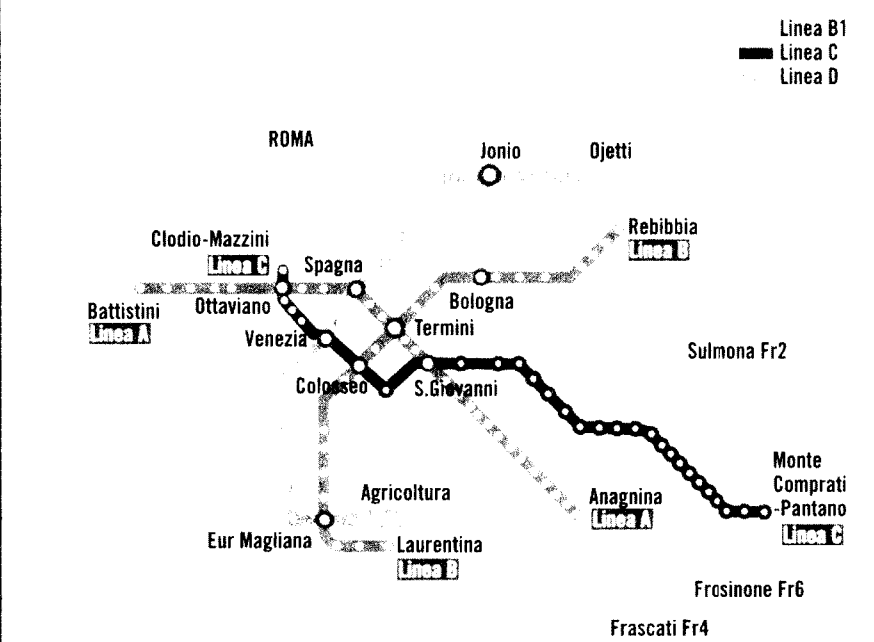 Linea B1
Linea C
Linea D
ROMA
Jonio
Ojetti
Rebibbia
Linea B
Clodio-Mazzini
Linea C
Spagna
Battistini
Linea A
Ottaviano
Bologna
Venezia
Termini
Sulmona Fr2
Colosseo
S.Giovanni
Monte
Comprati
-Pantano
Linea C
Agricoltura
Anagnina
Linea A
Eur Magliana
Laurentina
Linea B
Frosinone Fr6
Frascati Fr4